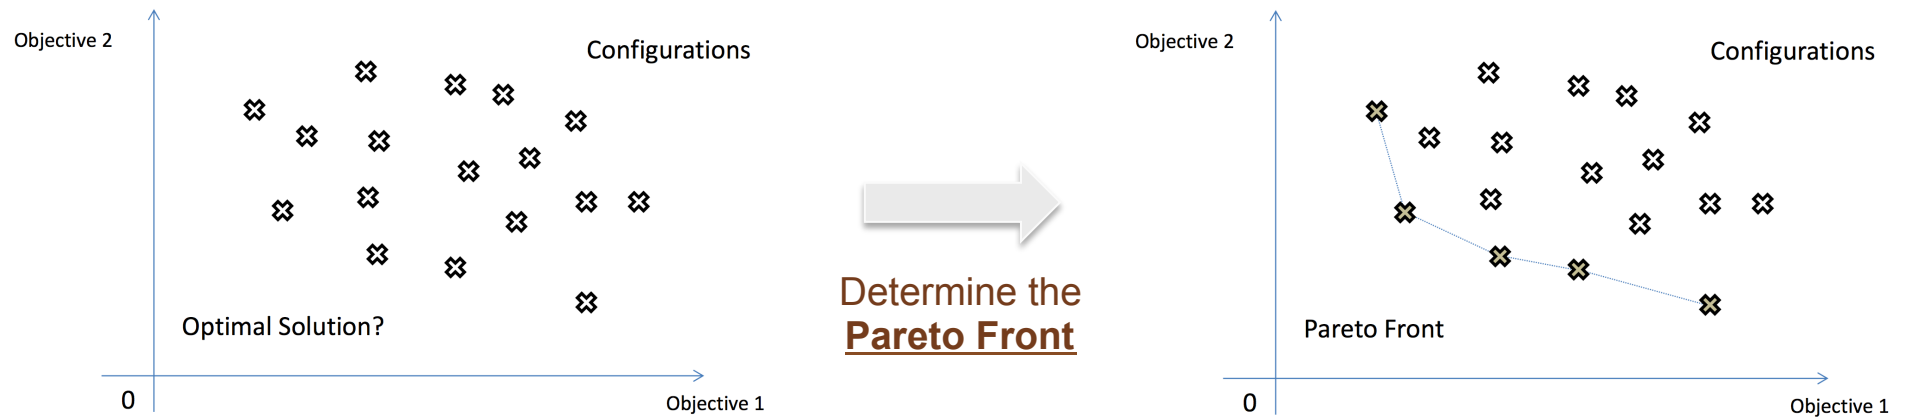 Objective 2
Configurations
Optimal Solution?
0
Objective 1
Determine the
Pareto Front
Objective 2
Configurations
Pareto Front
0
Objective 1